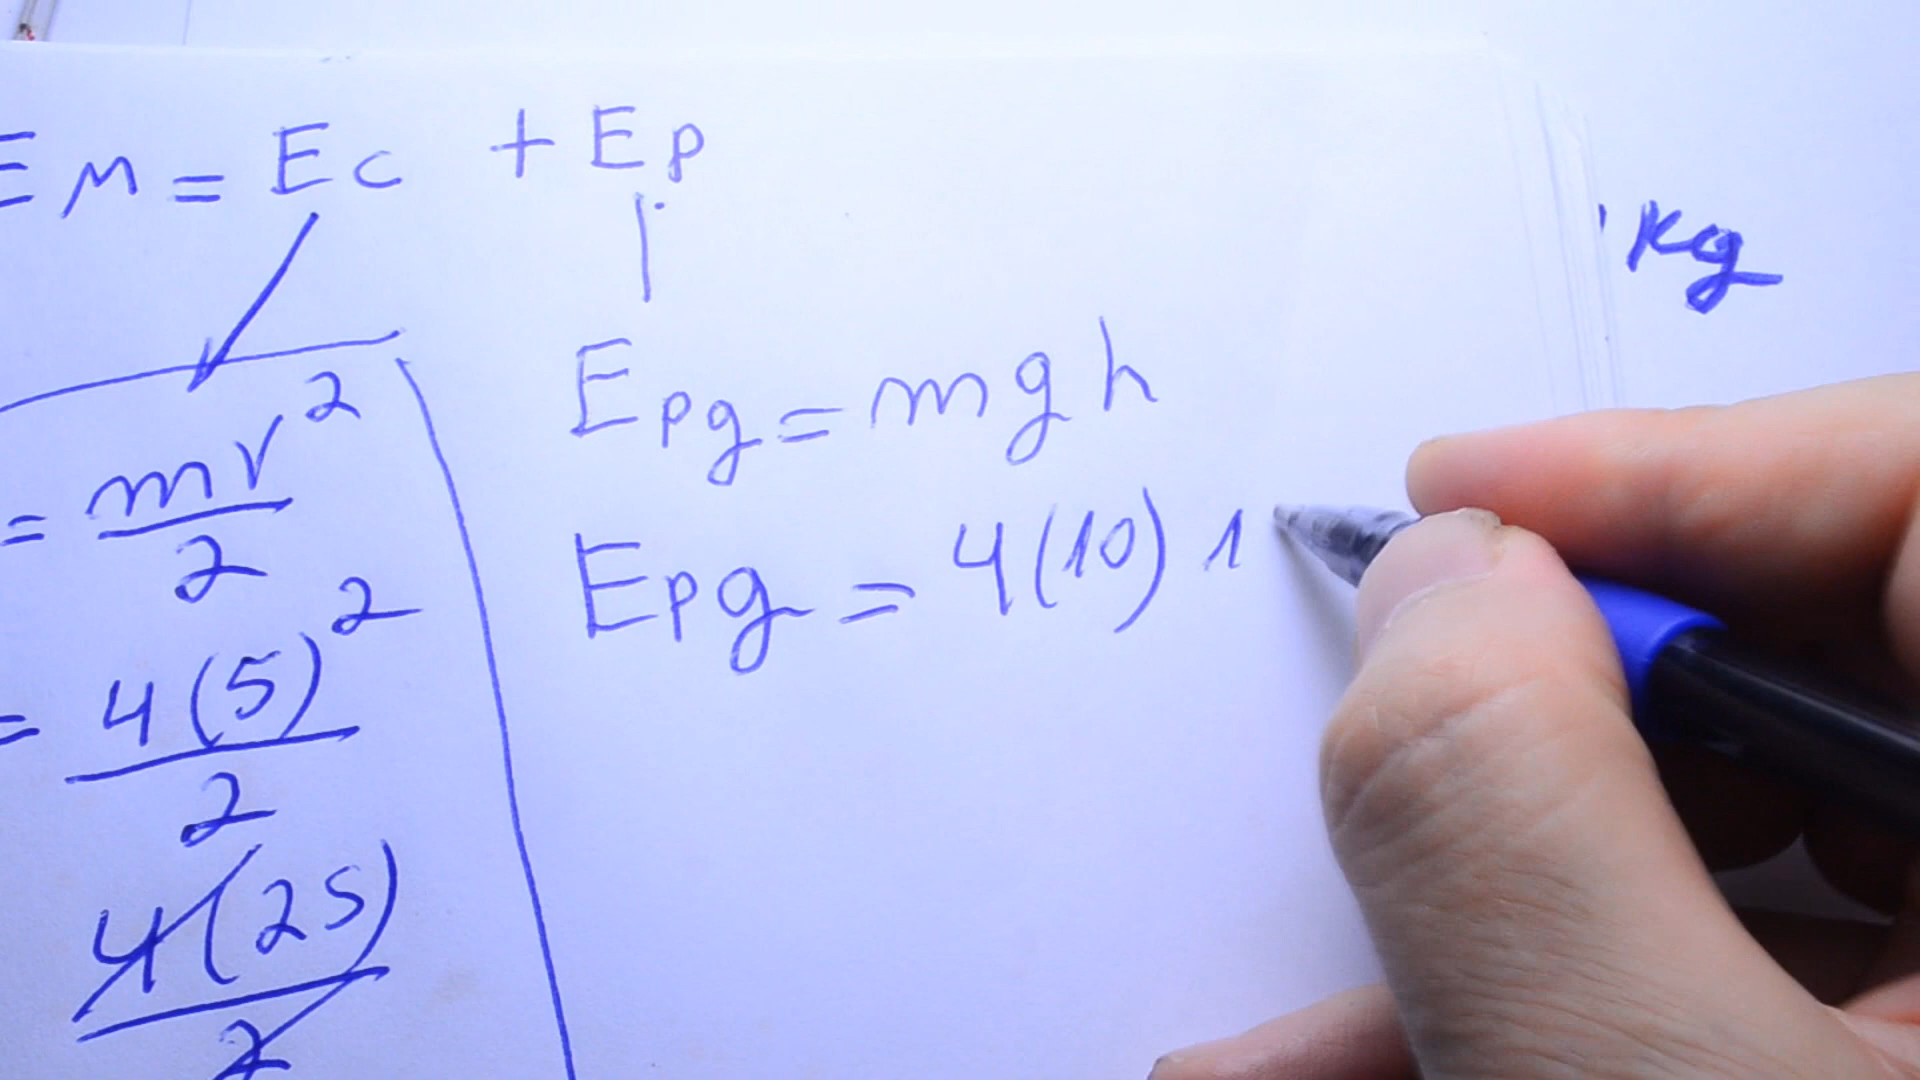 EM = Ec + Ep
Kg
Epg = mgh
= mv²/2
Epg = 4(10) 1
= 4(5)²/2
4(25)/2